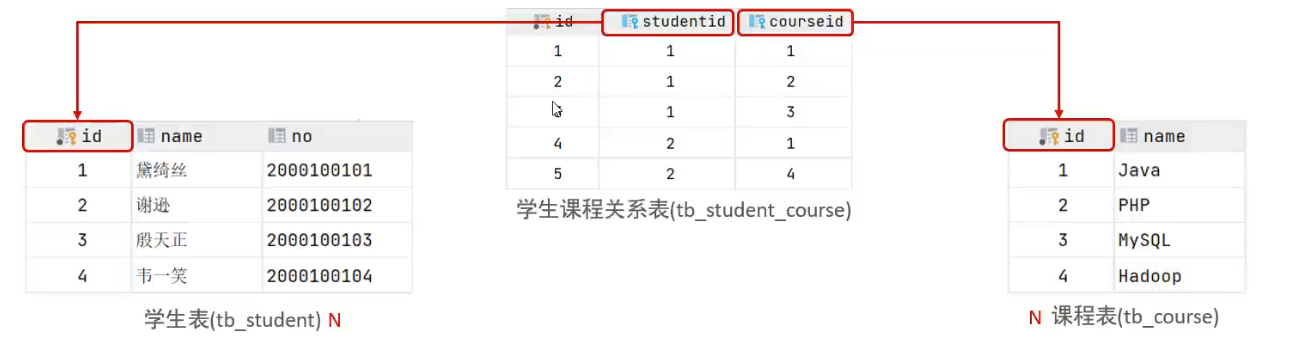 id studentid courseid
1 1 1
2 1 2
1 3
4 2 1
5 2 4
学生课程关系表(tb_student_course)
id name no
1 黛绮丝 2000100101
2 谢逊 2000100102
3 殷天正 2000100103
4 韦一笑 2000100104
学生表(tb_student) N
id name
1 Java
2 PHP
3 MySQL
4 Hadoop
N 课程表(tb_course)